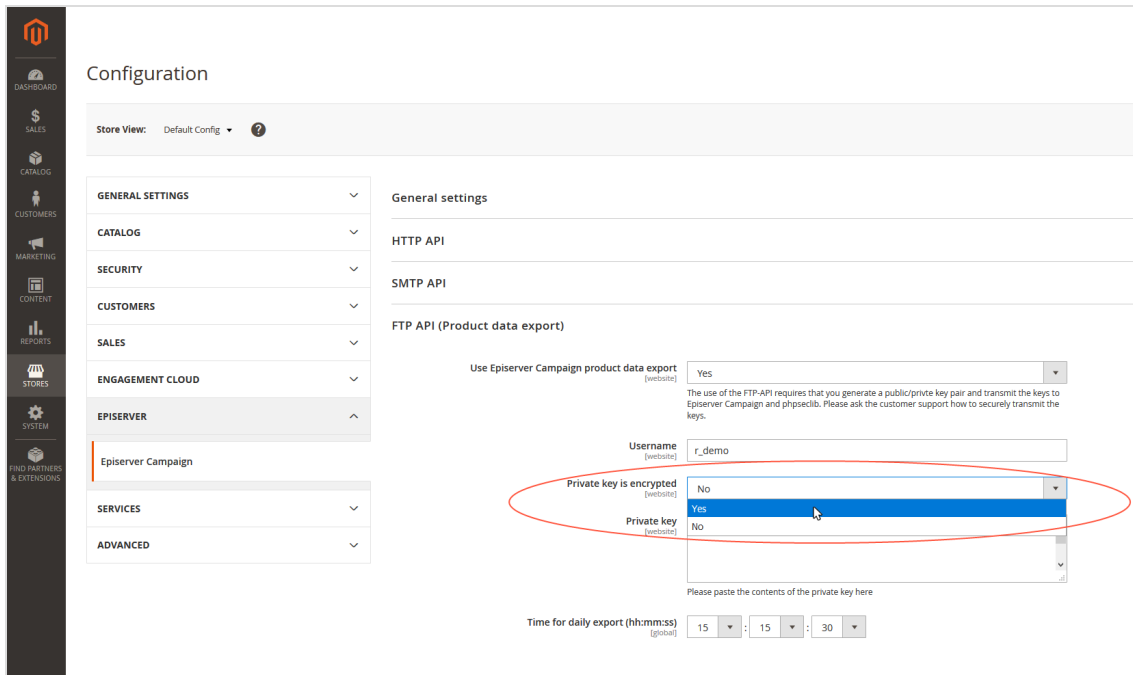 Configuration
DASHBOARD
$
SALES
CATALOG
CUSTOMERS
MARKETING
CONTENT
REPORTS
STORES
SYSTEM
FIND PARTNERS
& EXTENSIONS
Store View: Default Config ?
GENERAL SETTINGS
CATALOG
SECURITY
CUSTOMERS
SALES
ENGAGEMENT CLOUD
EPISERVER
Episerver Campaign
SERVICES
ADVANCED
General settings
HTTP API
SMTP API
FTP API (Product data export)
Use Episerver Campaign product data export Yes
[website]
The use of the FTP-API requires that you generate a public/privte key pair and transmit the keys to
Episerver Campaign and phpseclib. Please ask the customer support how to securely transmit the
keys.
Username r_demo
[website]
Private key is encrypted No
[website]
Yes
Private key No
[website]
Please paste the contents of the private key here
Time for daily export (hh:mm:ss) 15 : 15 : 30
[global]